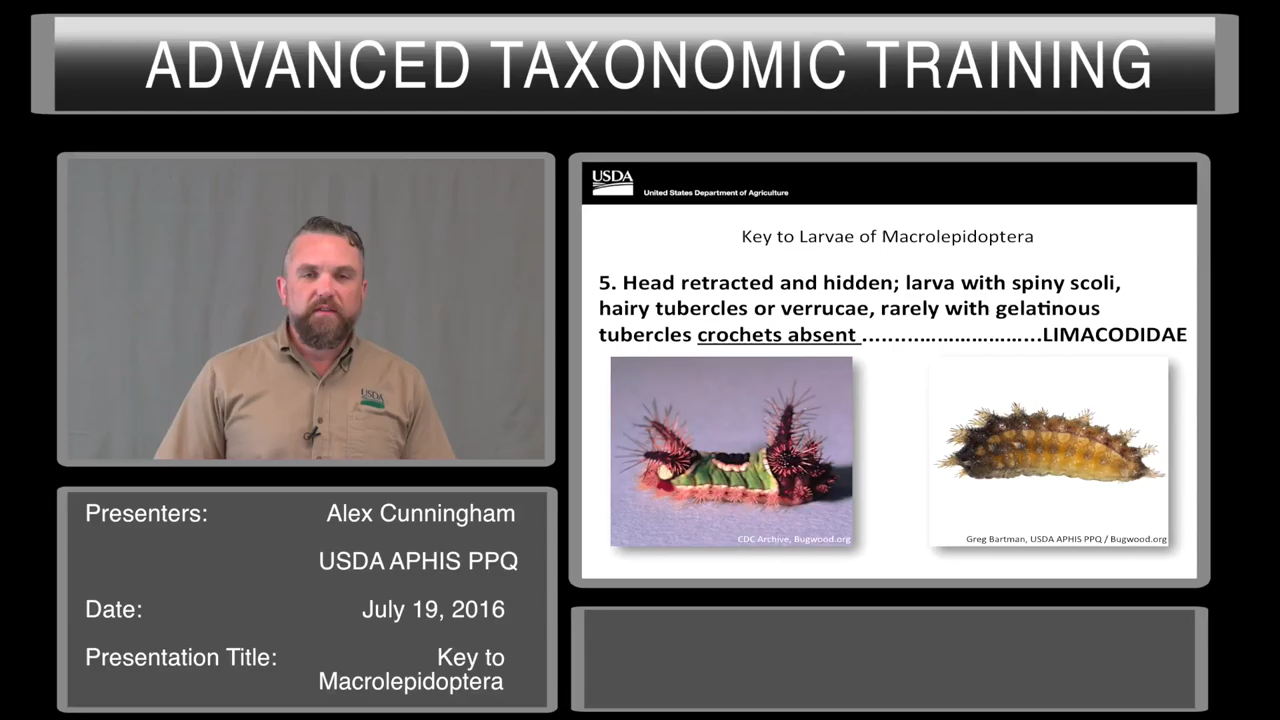 ADVANCED TAXONOMIC TRAINING
USDA
USDA
United States Department of Agriculture
Key to Larvae of Macrolepidoptera
5. Head retracted and hidden; larva with spiny scoli,
hairy tubercles or verrucae, rarely with gelatinous
tubercles crochets absent ..............................LIMACODIDAE
CDC Archive, Bugwood.org
Greg Bartman, USDA APHIS PPQ / Bugwood.org
Presenters: Alex Cunningham
USDA APHIS PPQ
Date: July 19, 2016
Presentation Title: Key to
Macrolepidoptera